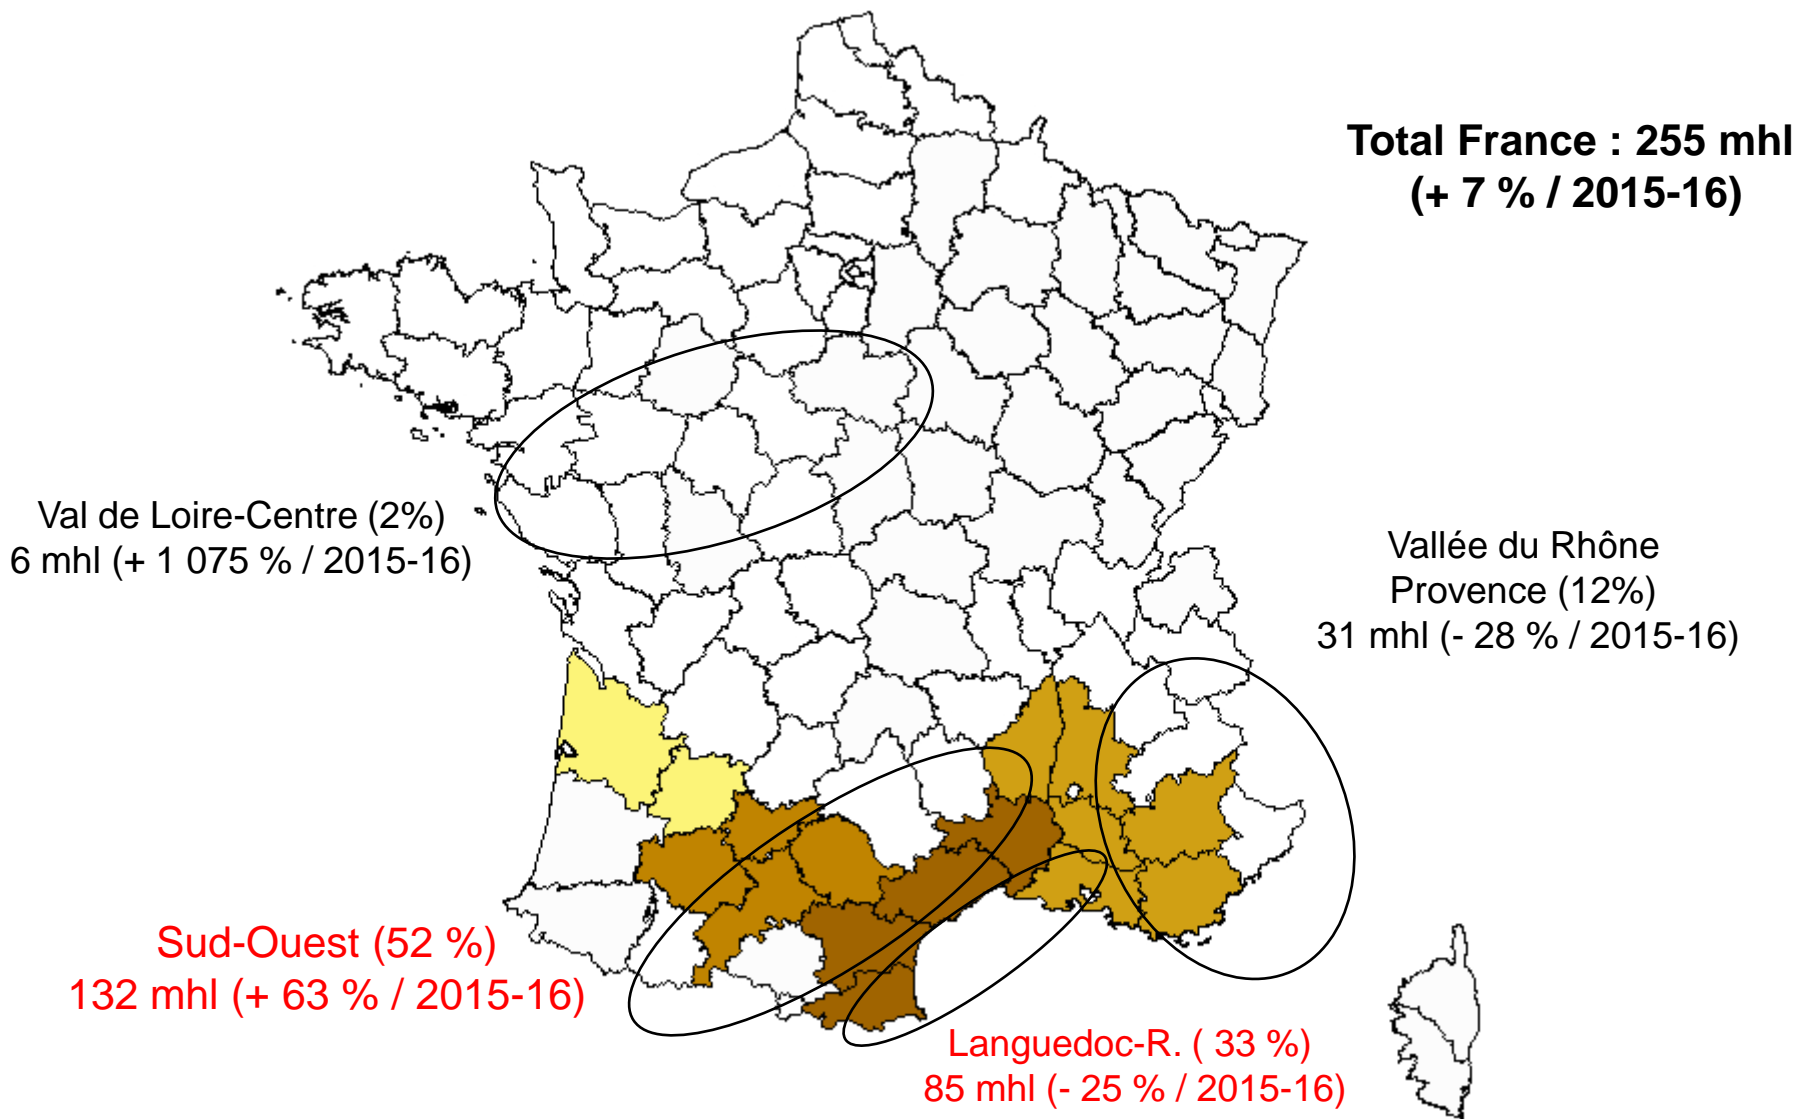 Total France : 255 mhl
(+ 7 % / 2015-16)
Val de Loire-Centre (2%)
6 mhl (+ 1 075 % / 2015-16)
Vallée du Rhône
Provence (12%)
31 mhl (- 28 % / 2015-16)
Sud-Ouest (52 %)
132 mhl (+ 63 % / 2015-16)
Languedoc-R. ( 33 %)
85 mhl (- 25 % / 2015-16)